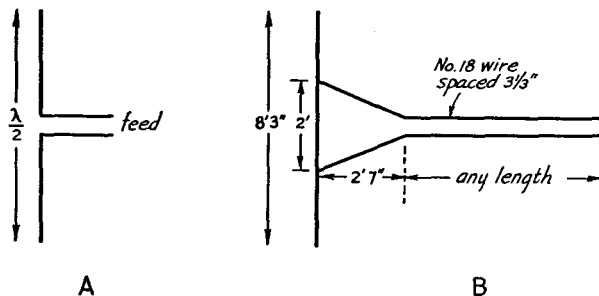 λ/2
feed
A
8'3"
2'
2'7"
No.18 wire
spaced 3⅓"
any length
B